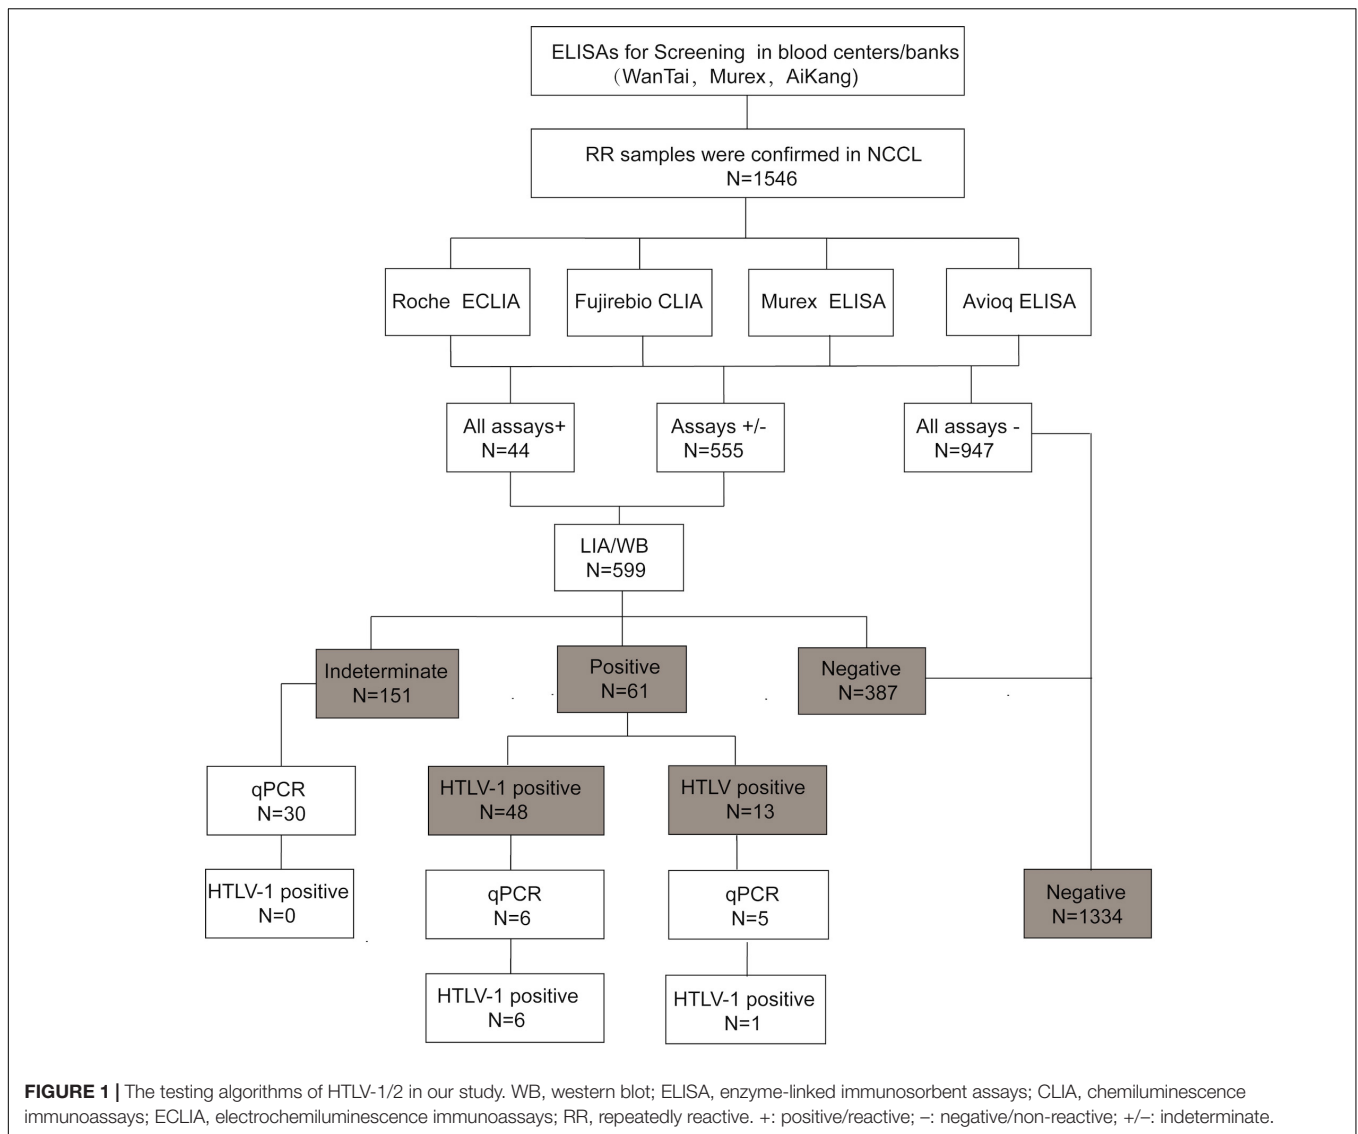 ELISAs for Screening in blood centers/banks
（WanTai，Murex，AiKang)
RR samples were confirmed in NCCL
N=1546
Roche ECLIA
Fujirebio CLIA
Murex ELISA
Avioq ELISA
All assays+
N=44
Assays +/-
N=555
All assays -
N=947
LIA/WB
N=599
Indeterminate
N=151
Positive
N=61
Negative
N=387
qPCR
N=30
HTLV-1 positive
N=48
HTLV positive
N=13
HTLV-1 positive
N=0
qPCR
N=6
qPCR
N=5
Negative
N=1334
HTLV-1 positive
N=6
HTLV-1 positive
N=1
FIGURE 1 | The testing algorithms of HTLV-1/2 in our study. WB, western blot; ELISA, enzyme-linked immunosorbent assays; CLIA, chemiluminescence
immunoassays; ECLIA, electrochemiluminescence immunoassays; RR, repeatedly reactive. +: positive/reactive; –: negative/non-reactive; +/–: indeterminate.